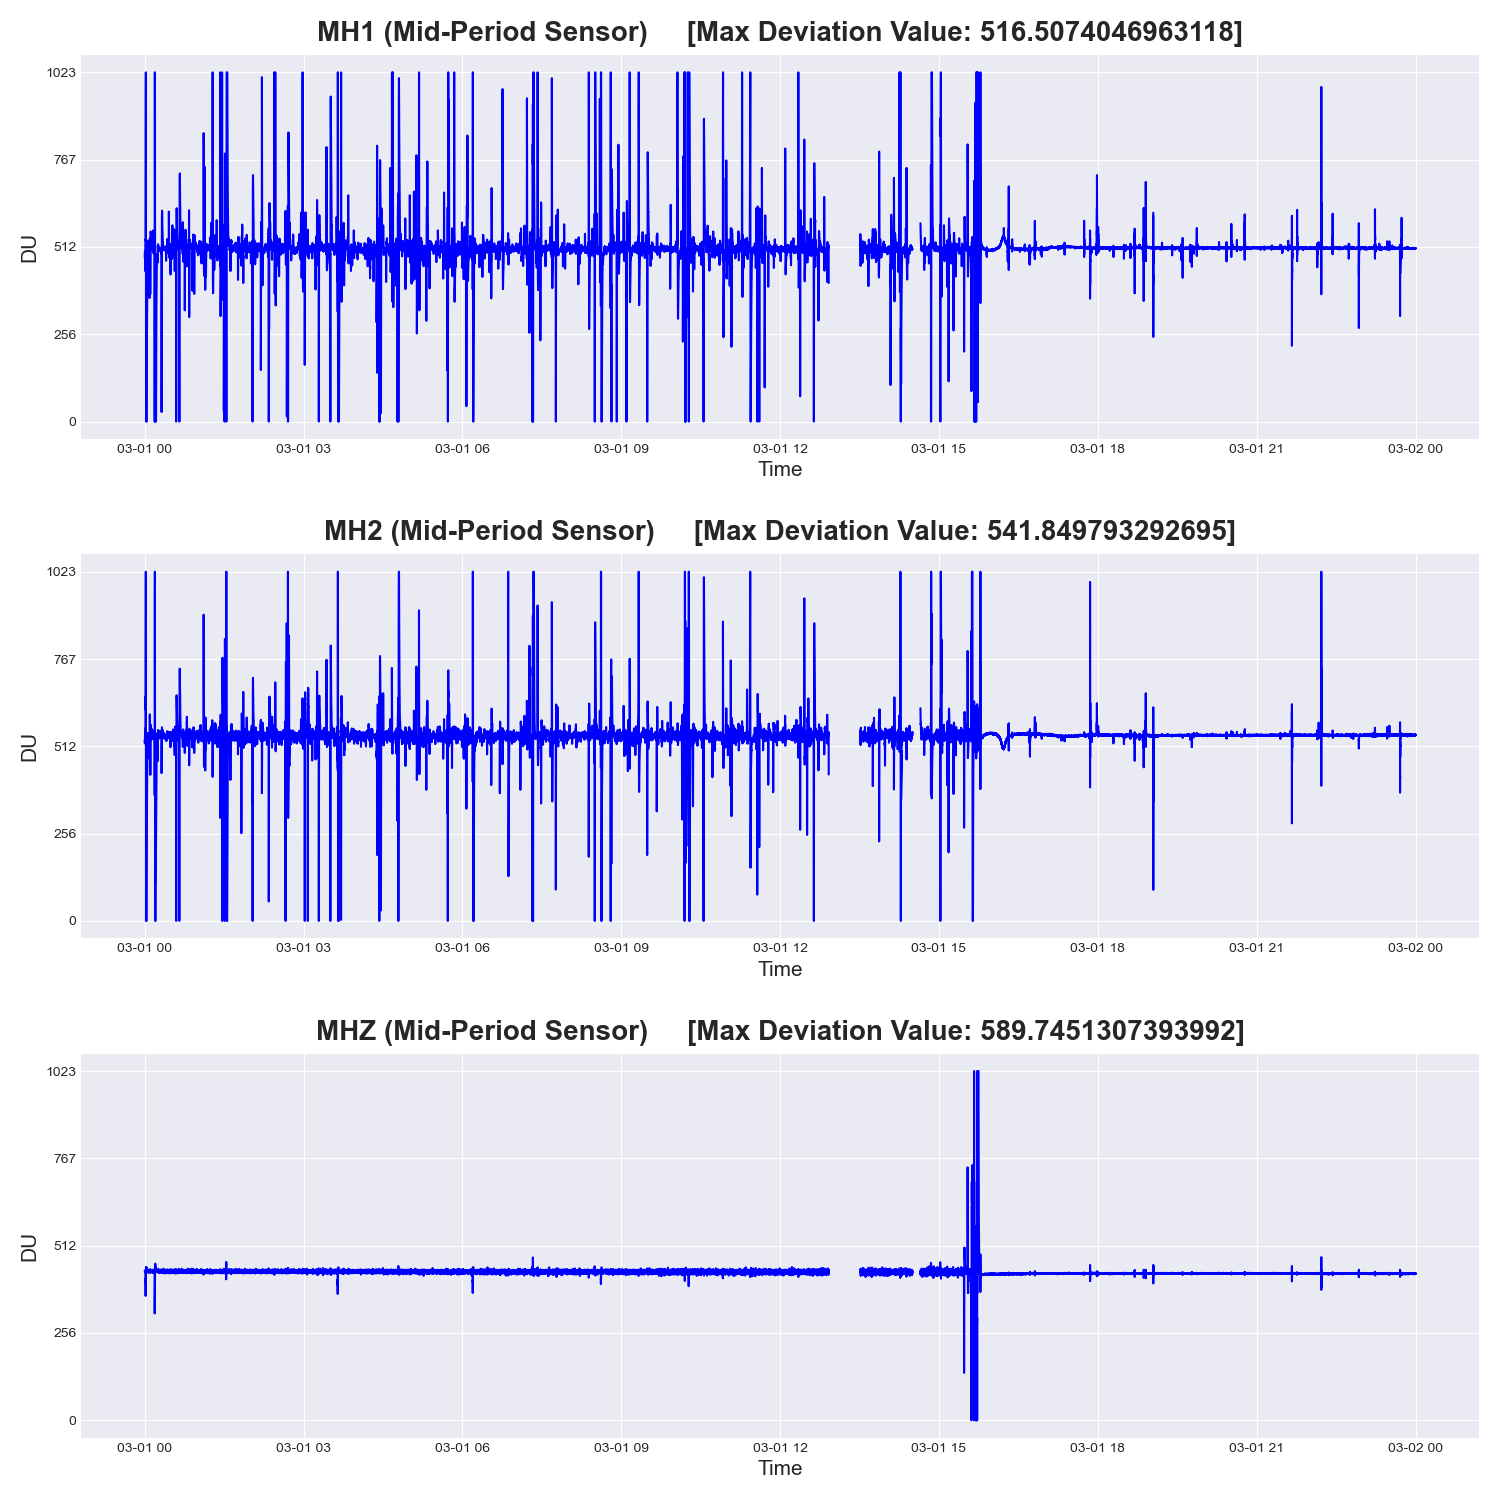 MH1 (Mid-Period Sensor) [Max Deviation Value: 516.5074046963118]
1023
767
512
256
0
DU
03-01 00 03-01 03 03-01 06 03-01 09 03-01 12 03-01 15 03-01 18 03-01 21 03-02 00
Time
MH2 (Mid-Period Sensor) [Max Deviation Value: 541.849793292695]
1023
767
512
256
0
DU
03-01 00 03-01 03 03-01 06 03-01 09 03-01 12 03-01 15 03-01 18 03-01 21 03-02 00
Time
MHZ (Mid-Period Sensor) [Max Deviation Value: 589.7451307393992]
1023
767
512
256
0
DU
03-01 00 03-01 03 03-01 06 03-01 09 03-01 12 03-01 15 03-01 18 03-01 21 03-02 00
Time